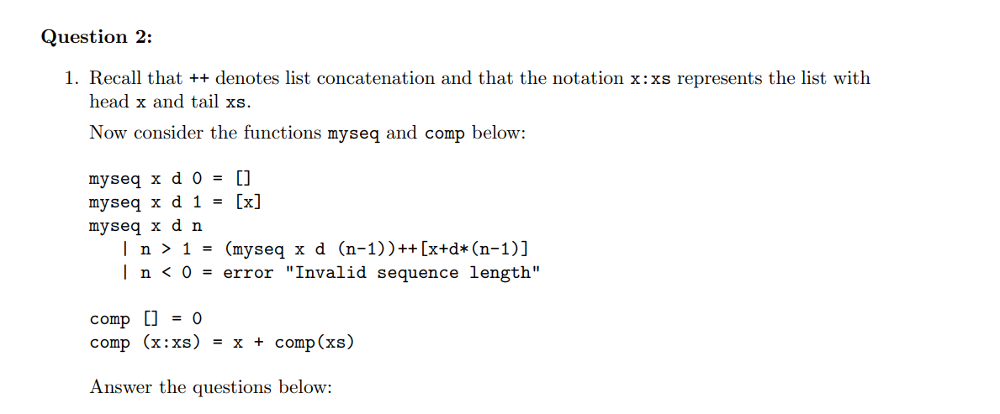 Question 2:
1. Recall that ++ denotes list concatenation and that the notation x:xs represents the list with
head x and tail xs.
Now consider the functions myseq and comp below:
myseq x d 0 = []
myseq x d 1 = [x]
myseq x d n
| n > 1 = (myseq x d (n-1))++[x+d*(n-1)]
| n < 0 = error "Invalid sequence length"
comp [] = 0
comp (x:xs) = x + comp(xs)
Answer the questions below: